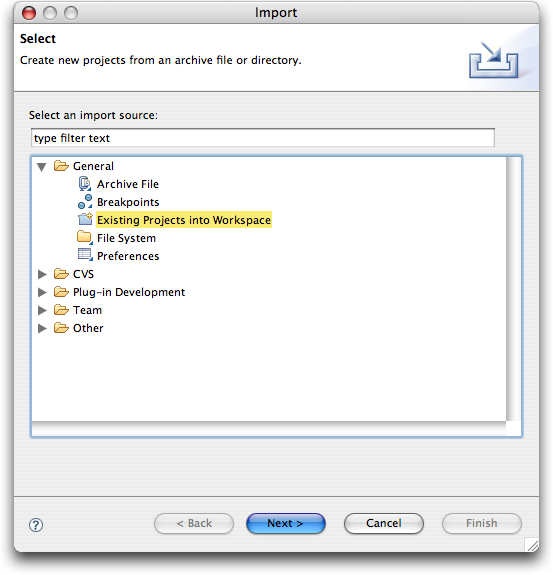 Import
Select
Create new projects from an archive file or directory.
Select an import source:
type filter text
General
Archive File
Breakpoints
Existing Projects into Workspace
File System
Preferences
CVS
Plug-in Development
Team
Other
?
< Back
Next >
Cancel
Finish